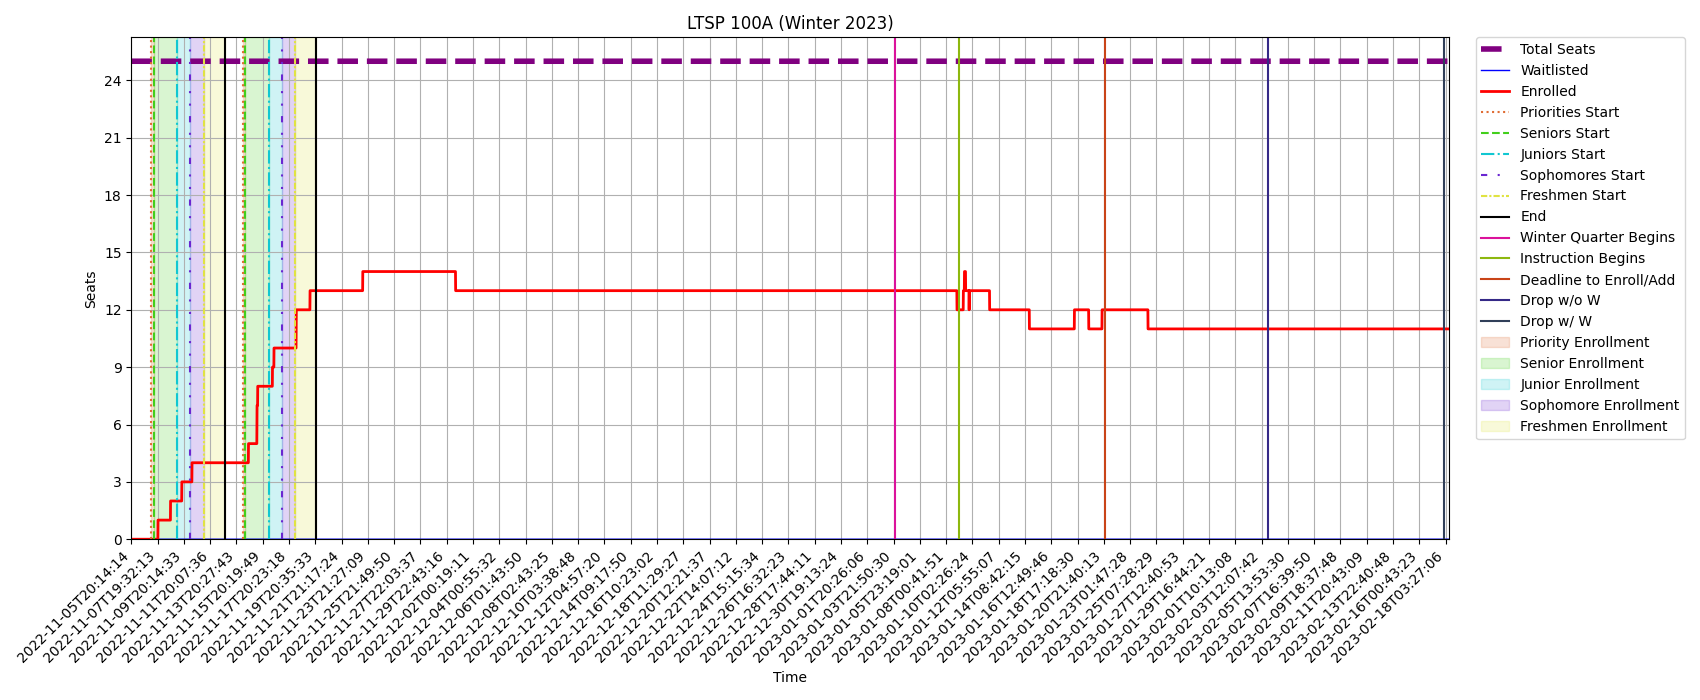 LTSP 100A (Winter 2023)
Seats
24
21
18
15
12
9
6
3
0
2022-11-05T20:14:14
2022-11-07T19:32:13
2022-11-09T20:14:33
2022-11-11T20:07:36
2022-11-13T20:27:43
2022-11-15T20:19:49
2022-11-17T20:23:18
2022-11-19T20:35:33
2022-11-21T21:17:24
2022-11-23T21:27:09
2022-11-25T21:49:50
2022-11-27T22:03:37
2022-11-29T22:43:16
2022-12-02T00:19:11
2022-12-04T00:55:32
2022-12-06T01:43:50
2022-12-08T02:43:25
2022-12-10T03:38:48
2022-12-12T04:57:20
2022-12-14T09:17:50
2022-12-16T10:23:02
2022-12-18T11:29:27
2022-12-20T12:21:37
2022-12-22T14:07:12
2022-12-24T15:15:34
2022-12-26T16:32:23
2022-12-28T17:44:11
2022-12-30T19:13:24
2023-01-01T20:26:06
2023-01-03T21:50:30
2023-01-05T23:19:01
2023-01-08T00:41:51
2023-01-10T02:26:24
2023-01-12T05:55:07
2023-01-14T08:42:15
2023-01-16T12:49:46
2023-01-18T17:18:30
2023-01-20T21:40:13
2023-01-23T01:47:28
2023-01-25T07:28:29
2023-01-27T12:40:53
2023-01-29T16:44:21
2023-02-01T10:13:08
2023-02-03T12:07:42
2023-02-05T13:53:30
2023-02-07T16:39:50
2023-02-09T18:37:48
2023-02-11T20:43:09
2023-02-13T22:40:48
2023-02-16T00:43:23
2023-02-18T03:27:06
Time
Total Seats
Waitlisted
Enrolled
Priorities Start
Seniors Start
Juniors Start
Sophomores Start
Freshmen Start
End
Winter Quarter Begins
Instruction Begins
Deadline to Enroll/Add
Drop w/o W
Drop w/ W
Priority Enrollment
Senior Enrollment
Junior Enrollment
Sophomore Enrollment
Freshmen Enrollment